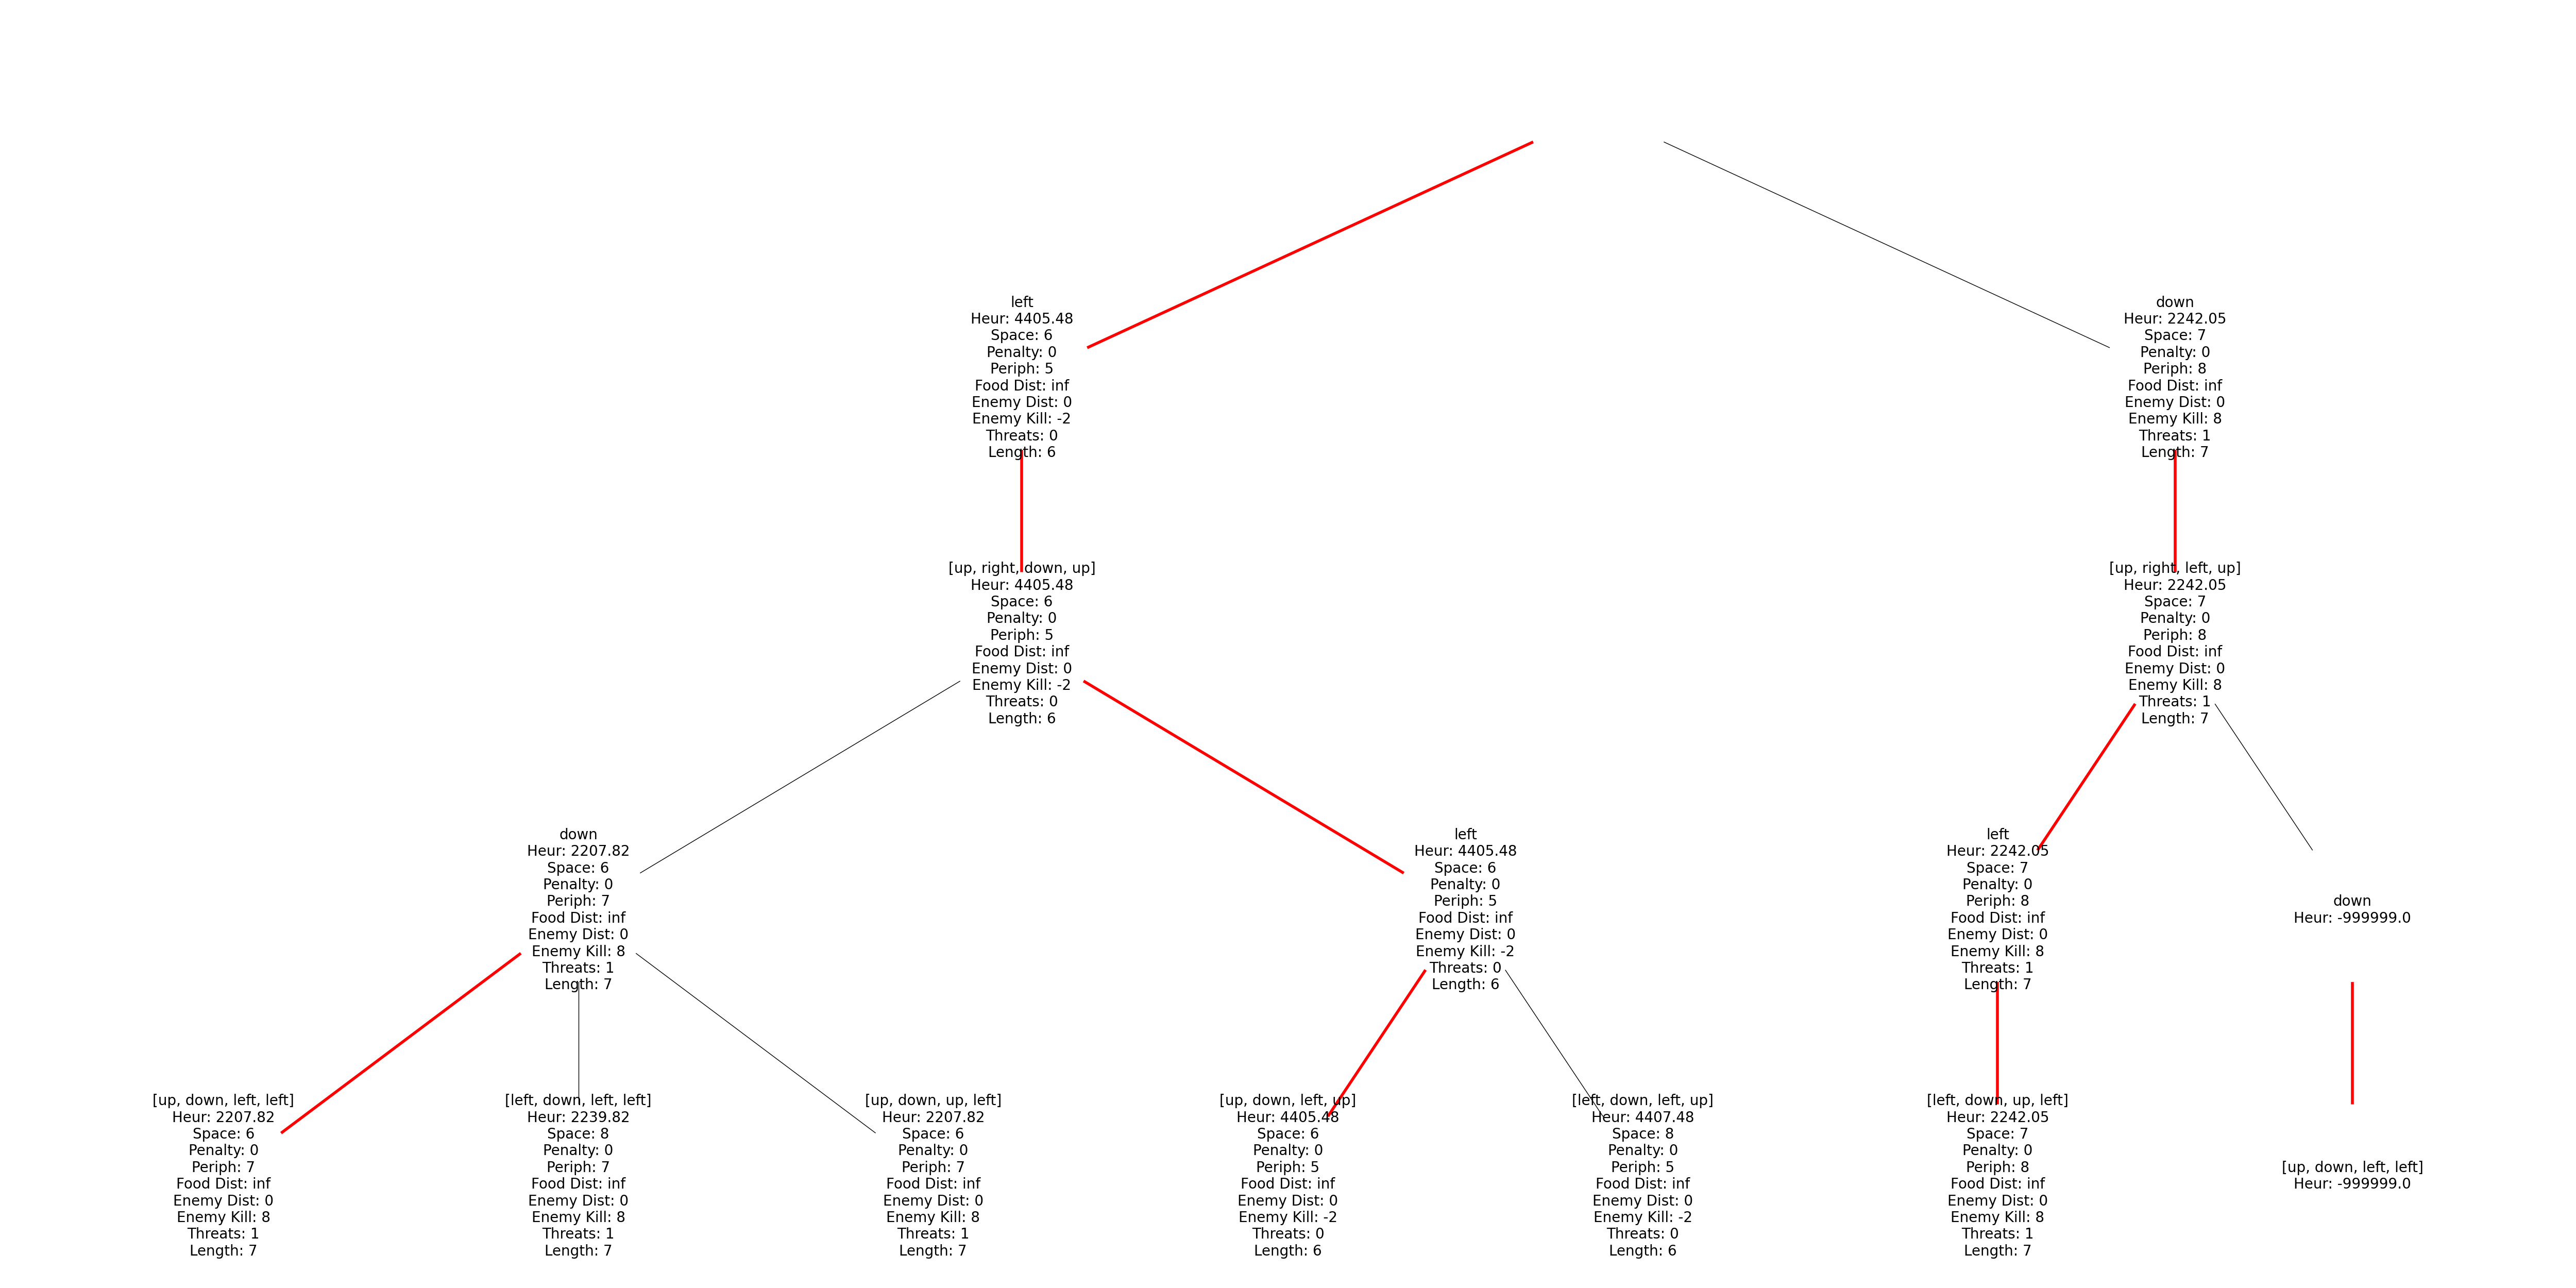 left
Heur: 4405.48
Space: 6
Penalty: 0
Periph: 5
Food Dist: inf
Enemy Dist: 0
Enemy Kill: -2
Threats: 0
Length: 6
down
Heur: 2242.05
Space: 7
Penalty: 0
Periph: 8
Food Dist: inf
Enemy Dist: 0
Enemy Kill: 8
Threats: 1
Length: 7
[up, right, down, up]
Heur: 4405.48
Space: 6
Penalty: 0
Periph: 5
Food Dist: inf
Enemy Dist: 0
Enemy Kill: -2
Threats: 0
Length: 6
[up, right, left, up]
Heur: 2242.05
Space: 7
Penalty: 0
Periph: 8
Food Dist: inf
Enemy Dist: 0
Enemy Kill: 8
Threats: 1
Length: 7
down
Heur: 2207.82
Space: 6
Penalty: 0
Periph: 7
Food Dist: inf
Enemy Dist: 0
Enemy Kill: 8
Threats: 1
Length: 7
left
Heur: 4405.48
Space: 6
Penalty: 0
Periph: 5
Food Dist: inf
Enemy Dist: 0
Enemy Kill: -2
Threats: 0
Length: 6
left
Heur: 2242.05
Space: 7
Penalty: 0
Periph: 8
Food Dist: inf
Enemy Dist: 0
Enemy Kill: 8
Threats: 1
Length: 7
down
Heur: -999999.0
[up, down, left, left]
Heur: 2207.82
Space: 6
Penalty: 0
Periph: 7
Food Dist: inf
Enemy Dist: 0
Enemy Kill: 8
Threats: 1
Length: 7
[left, down, left, left]
Heur: 2239.82
Space: 8
Penalty: 0
Periph: 7
Food Dist: inf
Enemy Dist: 0
Enemy Kill: 8
Threats: 1
Length: 7
[up, down, up, left]
Heur: 2207.82
Space: 6
Penalty: 0
Periph: 7
Food Dist: inf
Enemy Dist: 0
Enemy Kill: 8
Threats: 1
Length: 7
[up, down, left, up]
Heur: 4405.48
Space: 6
Penalty: 0
Periph: 5
Food Dist: inf
Enemy Dist: 0
Enemy Kill: -2
Threats: 0
Length: 6
[left, down, left, up]
Heur: 4407.48
Space: 8
Penalty: 0
Periph: 5
Food Dist: inf
Enemy Dist: 0
Enemy Kill: -2
Threats: 0
Length: 6
[left, down, up, left]
Heur: 2242.05
Space: 7
Penalty: 0
Periph: 8
Food Dist: inf
Enemy Dist: 0
Enemy Kill: 8
Threats: 1
Length: 7
[up, down, left, left]
Heur: -999999.0